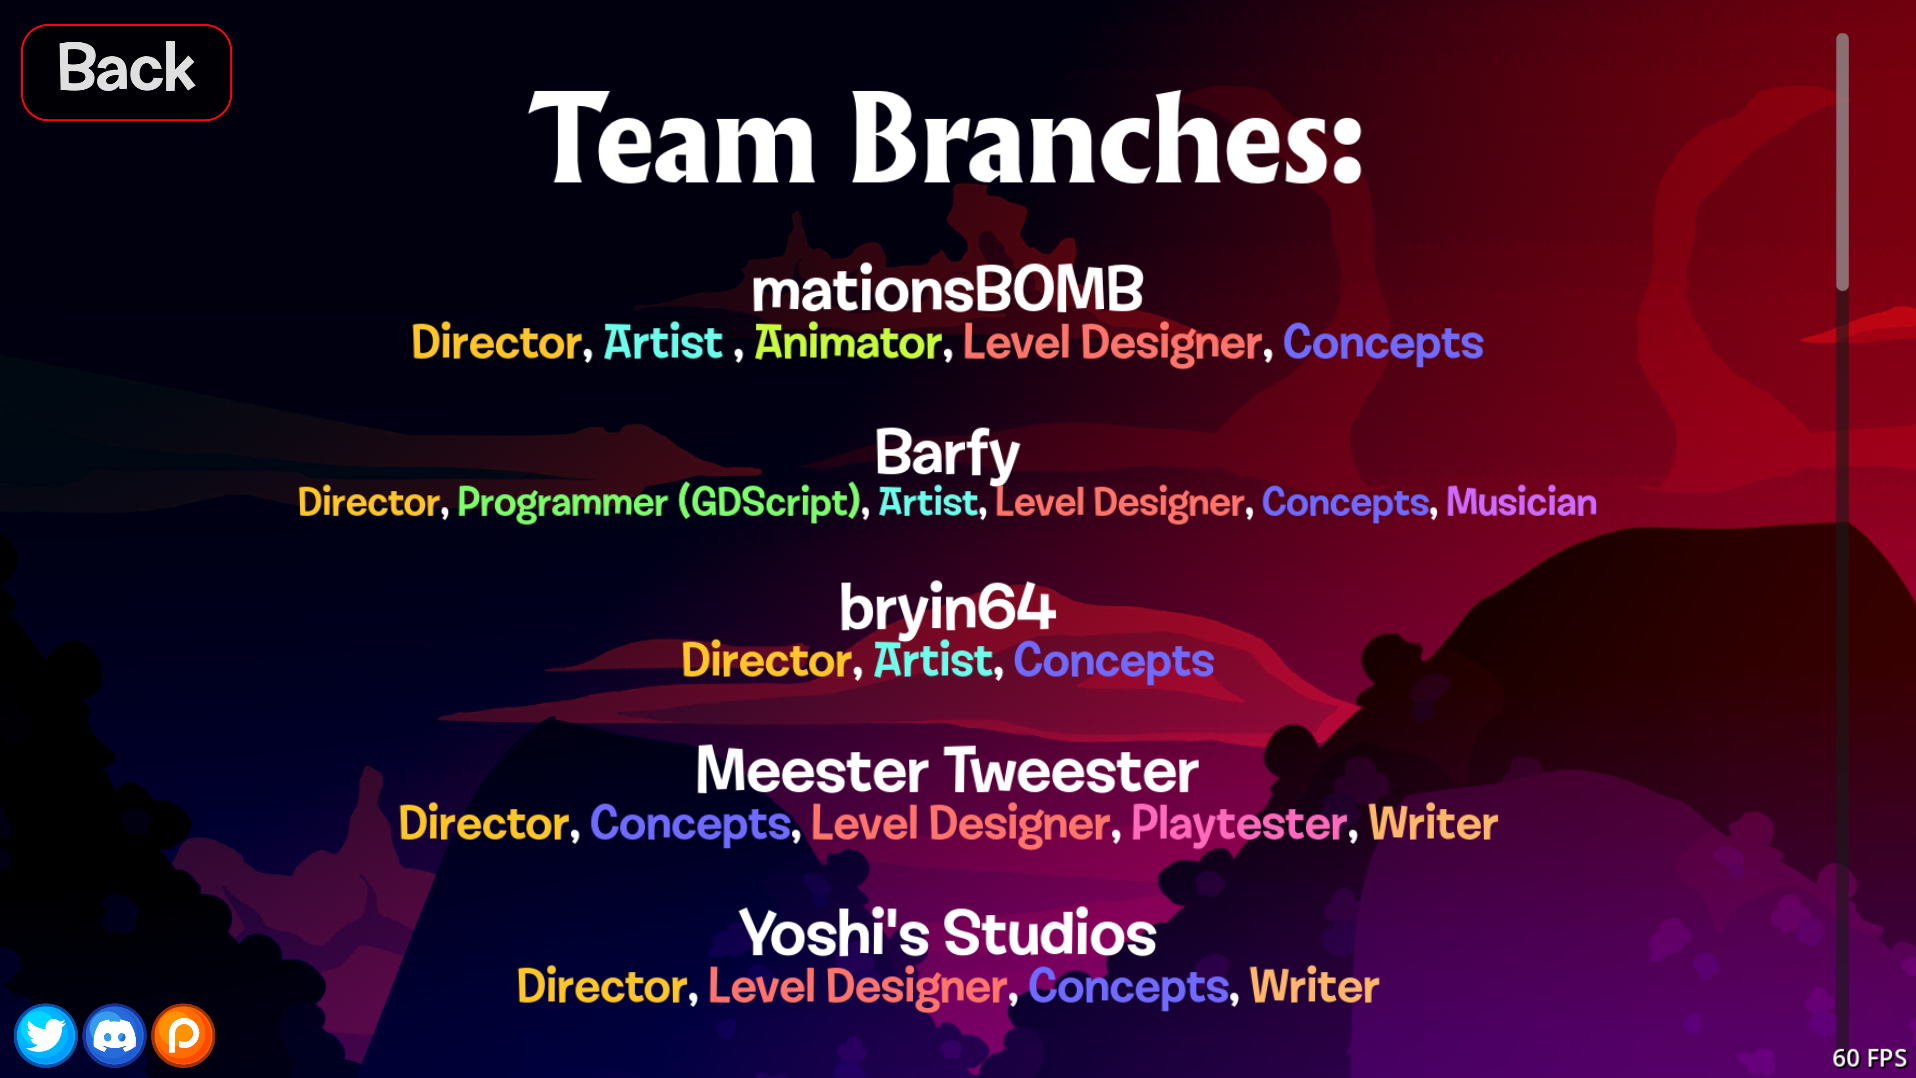 Back
Team Branches:
mationsBOMB
Director, Artist , Animator, Level Designer, Concepts
Barfy
Director, Programmer (GDScript), Artist, Level Designer, Concepts, Musician
bryin64
Director, Artist, Concepts
Meester Tweester
Director, Concepts, Level Designer, Playtester, Writer
Yoshi's Studios
Director, Level Designer, Concepts, Writer
60 FPS